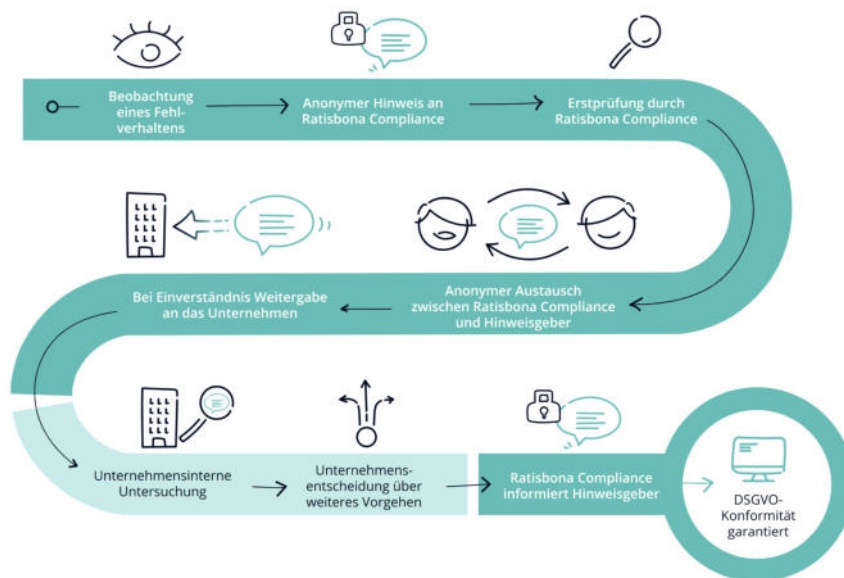 Beobachtung
eines Fehl-
verhaltens
Anonymer Hinweis an
Ratisbona Compliance
Erstprüfung durch
Ratisbona Compliance
Anonymer Austausch
zwischen Ratisbona Compliance
und Hinweisgeber
Bei Einverständnis Weitergabe
an das Unternehmen
Unternehmensinterne
Untersuchung
Unternehmens-
entscheidung über
weiteres Vorgehen
Ratisbona Compliance
informiert Hinweisgeber
DSGVO-
Konformität
garantiert